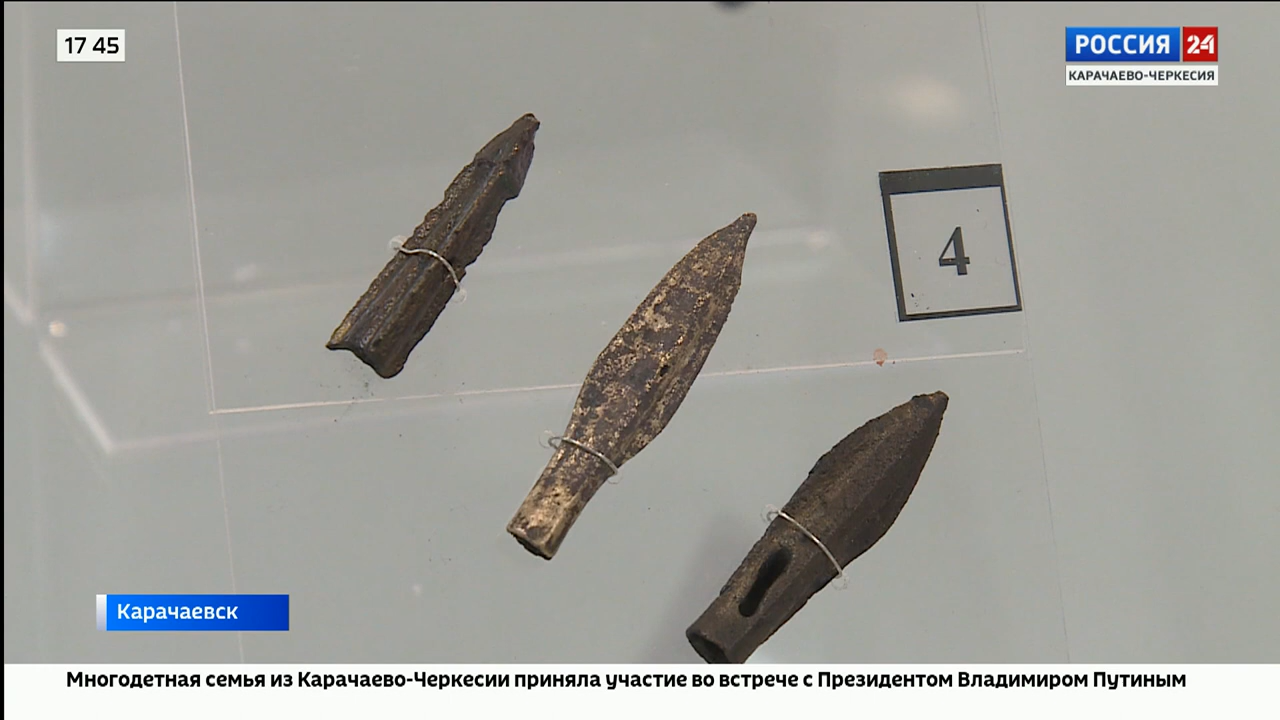 17 45
РОССИЯ 24
КАРАЧАЕВО-ЧЕРКЕСИЯ
4
Карачаевск
Многодетная семья из Карачаево-Черкесии приняла участие во встрече с Президентом Владимиром Путиным